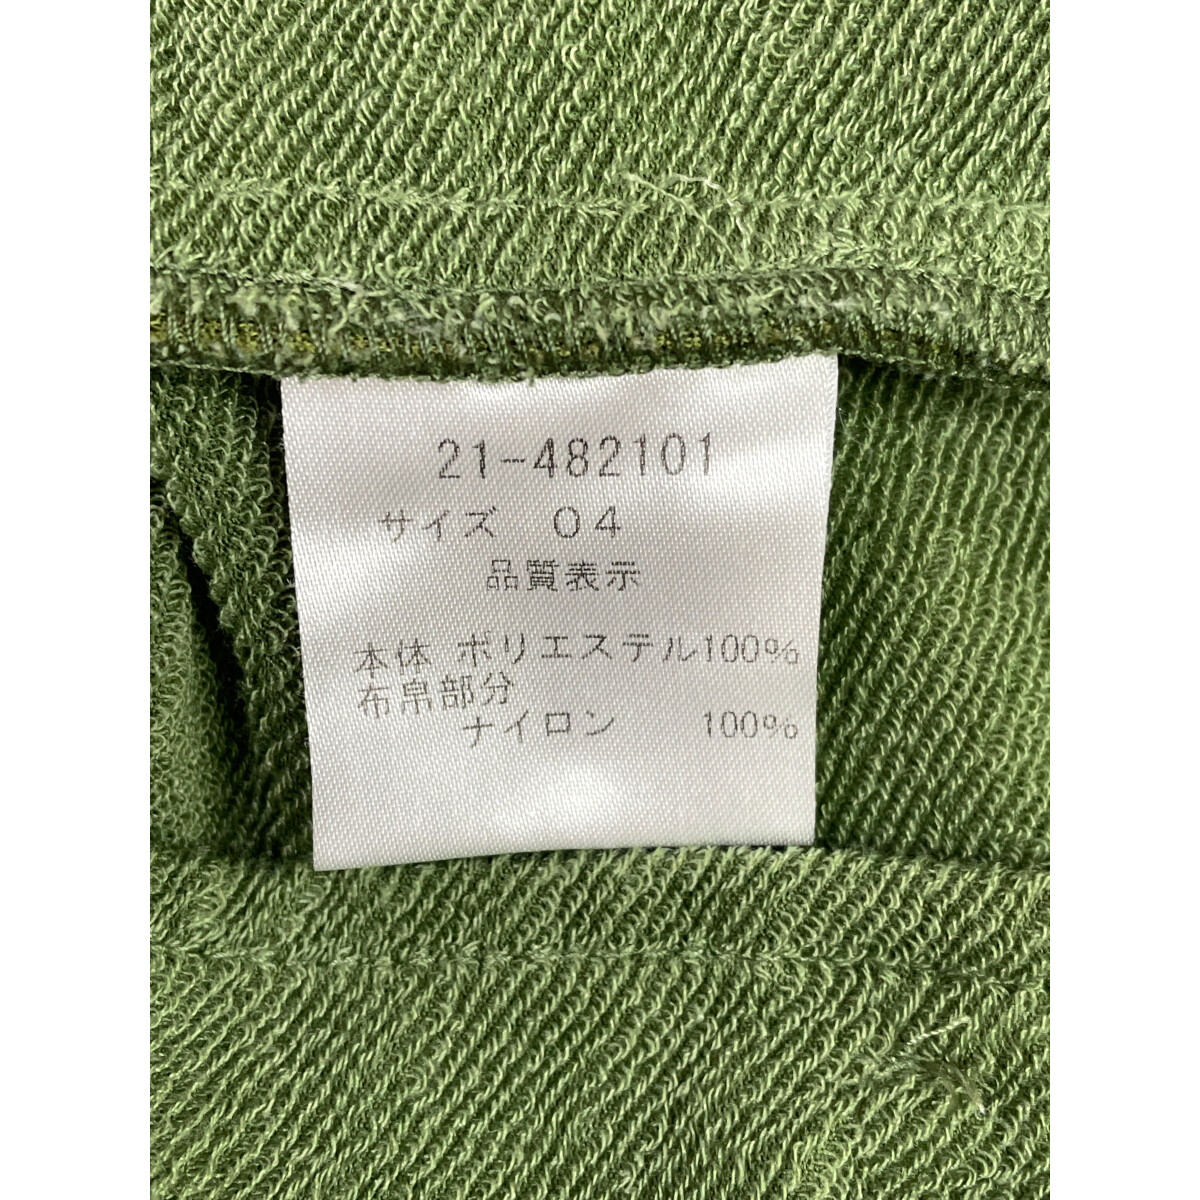 21-482101
サイズ 04
品質表示
本体 ポリエステル100%
布帛部分
ナイロン 100%